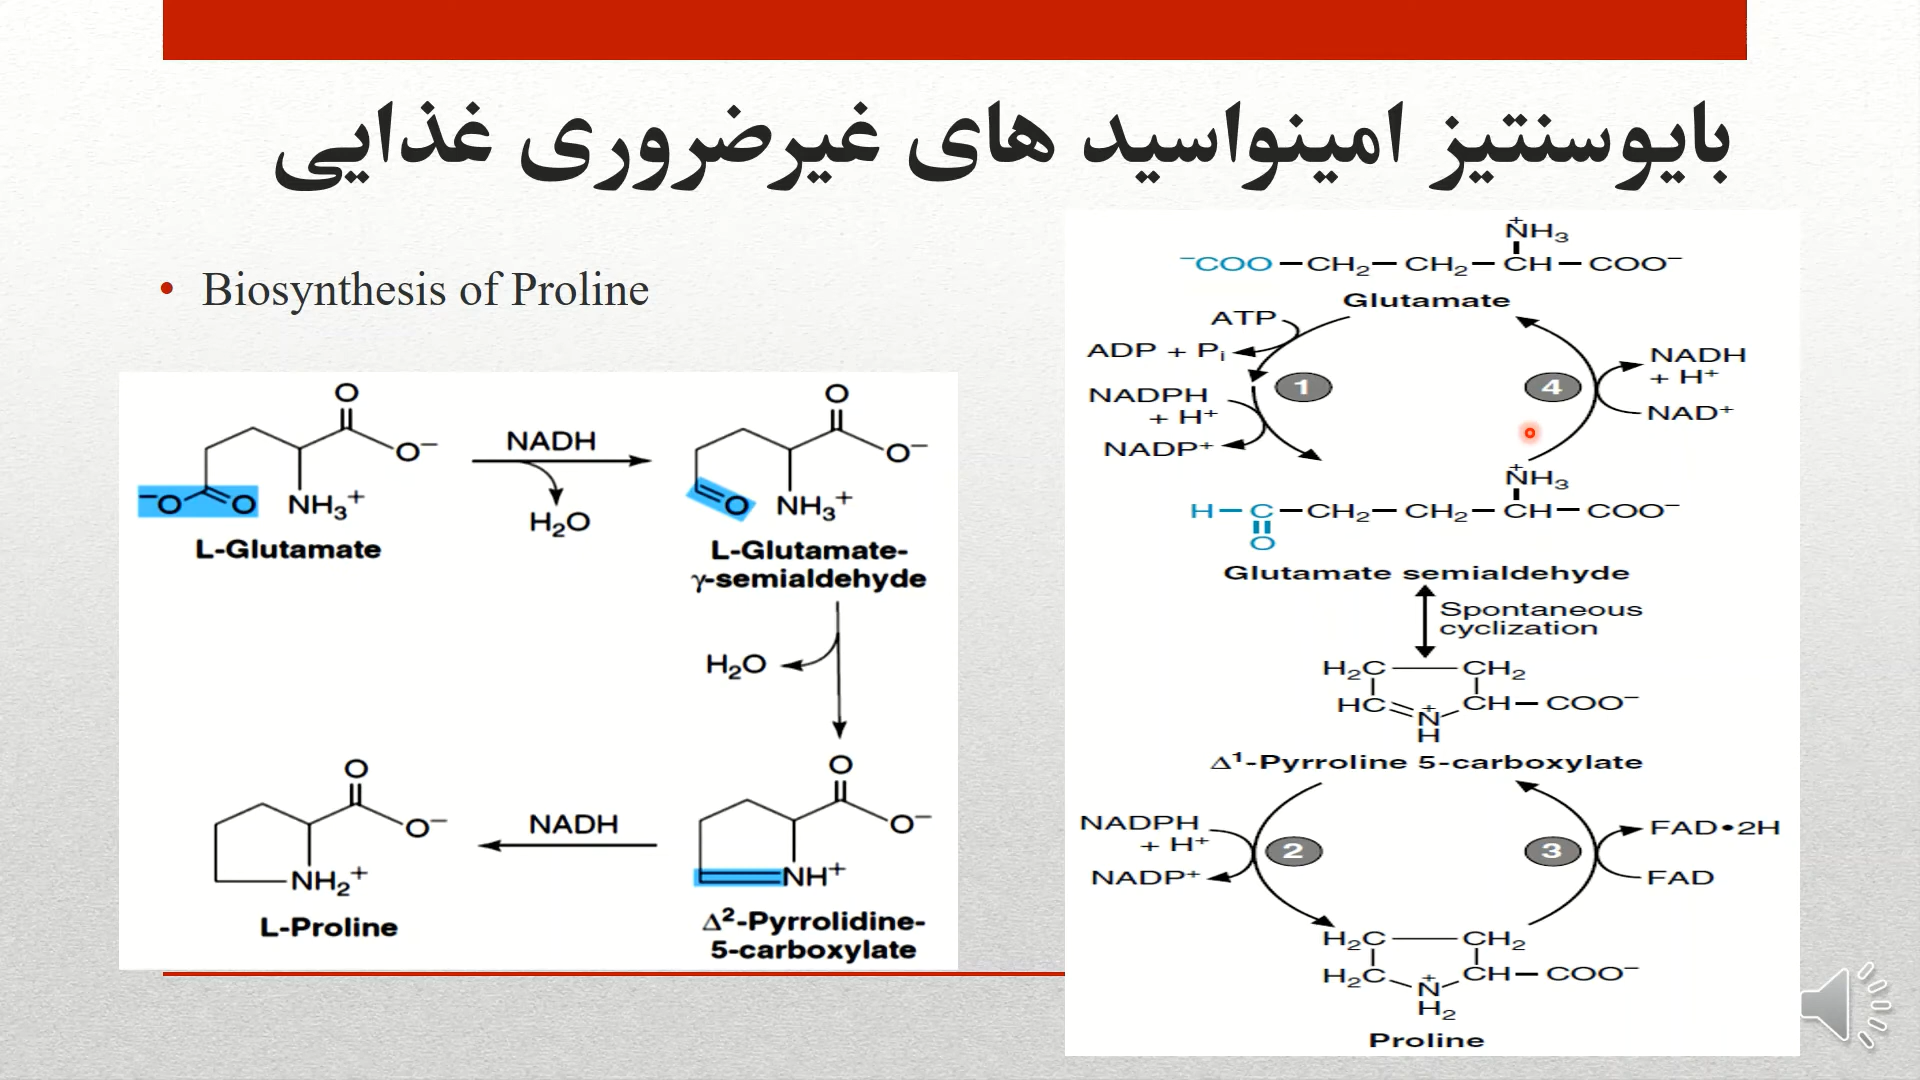 بایوسنتیز امینواسید های غیرضروری غذایی
• Biosynthesis of Proline
O
O⁻
⁻O
O
NH₃⁺
L-Glutamate
NADH
H₂O
O
O⁻
O
NH₃⁺
L-Glutamate-
γ-semialdehyde
H₂O
O
O⁻
NH₂⁺
L-Proline
NADH
O
O⁻
NH⁺
Δ²-Pyrrolidine-
5-carboxylate
⁺NH₃
⁻COO — CH₂ — CH₂ — CH — COO⁻
Glutamate
ATP
ADP + Pᵢ
1
NADPH
+ H⁺
NADP⁺
4
NADH
+ H⁺
NAD⁺
⁺NH₃
H — C — CH₂ — CH₂ — CH — COO⁻
O
Glutamate semialdehyde
Spontaneous
cyclization
H₂C — CH₂
HC CH — COO⁻
⁺N
H
Δ¹-Pyrroline 5-carboxylate
NADPH
+ H⁺
NADP⁺
2
3
FAD•2H
FAD
H₂C — CH₂
H₂C CH — COO⁻
⁺N
H₂
Proline